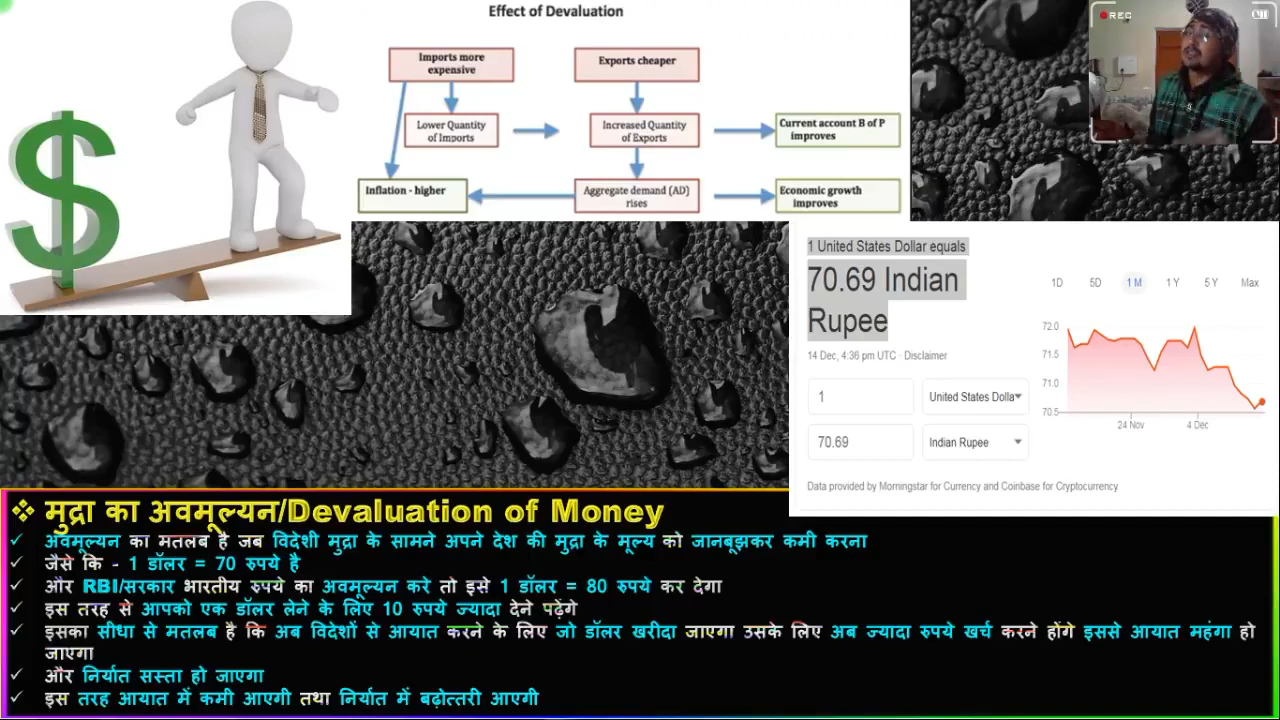 Effect of Devaluation
Imports more
expensive
Exports cheaper
Lower Quantity
of Imports
Increased Quantity
of Exports
Current account B of P
improves
Inflation - higher
Aggregate demand (AD)
rises
Economic growth
improves
REC
1 United States Dollar equals
70.69 Indian
Rupee
14 Dec, 4:36 pm UTC · Disclaimer
1 United States Dolla
70.69 Indian Rupee
1D 5D 1M 1Y 5Y Max
72.0
71.5
71.0
70.5
24 Nov 4 Dec
Data provided by Morningstar for Currency and Coinbase for Cryptocurrency
❖ मुद्रा का अवमूल्यन/Devaluation of Money
✓ अवमूल्यन का मतलब है जब विदेशी मुद्रा के सामने अपने देश की मुद्रा के मूल्य को जानबूझकर कमी करना
✓ जैसे कि - 1 डॉलर = 70 रुपये है
✓ और RBI/सरकार भारतीय रुपये का अवमूल्यन करे तो इसे 1 डॉलर = 80 रुपये कर देगा
✓ इस तरह से आपको एक डॉलर लेने के लिए 10 रुपये ज्यादा देने पढ़ेंगे
✓ इसका सीधा से मतलब है कि अब विदेशों से आयात करने के लिए जो डॉलर खरीदा जाएगा उसके लिए अब ज्यादा रुपये खर्च करने होंगे इससे आयात महंगा हो
जाएगा
✓ और निर्यात सस्ता हो जाएगा
✓ इस तरह आयात में कमी आएगी तथा निर्यात में बढ़ोत्तरी आएगी